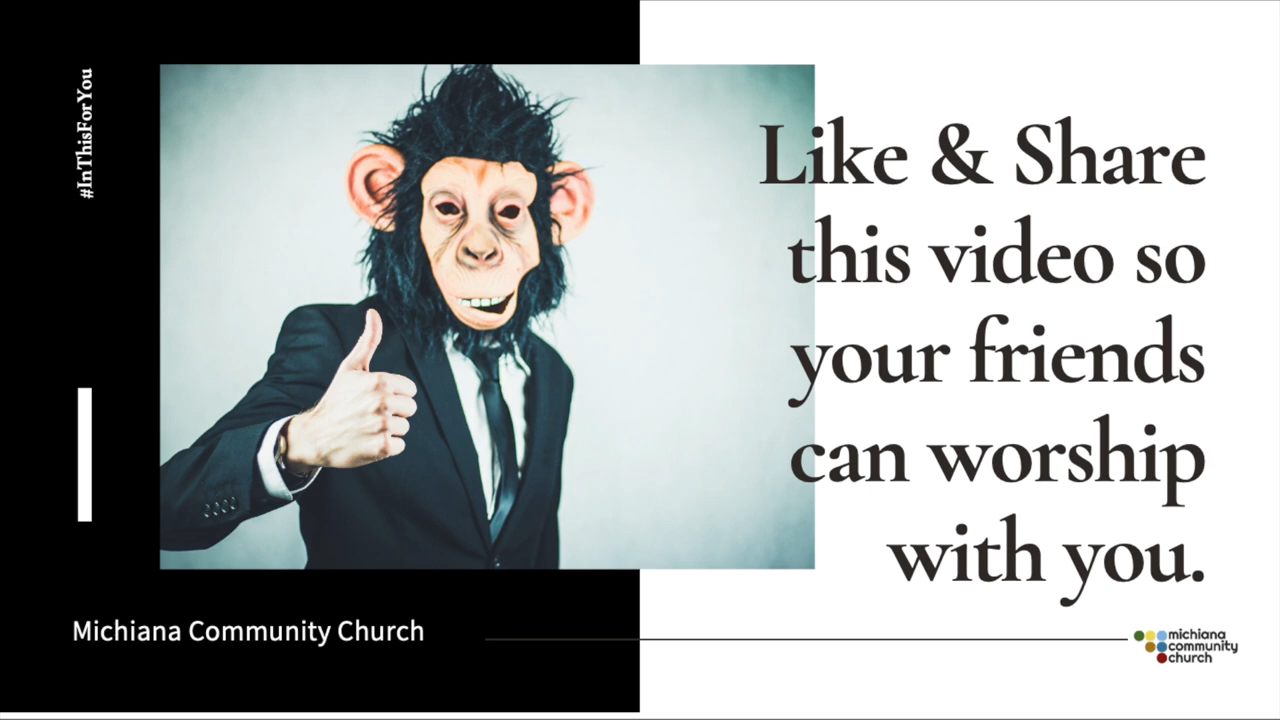 #InThisForYou
Like & Share
this video so
your friends
can worship
with you.
Michiana Community Church
michiana
community
church